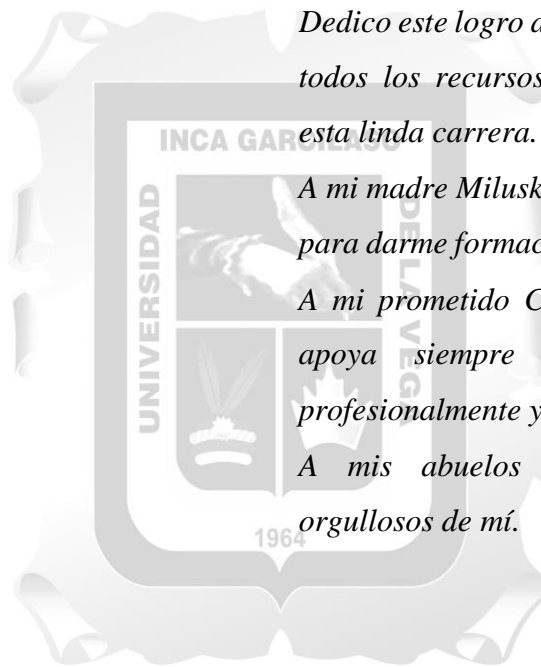 Dedico este logro
todos los recursos
esta linda carrera.
A mi madre Milusk
para darme formac
A mi prometido C
apoya siempre
profesionalmente y
A mis abuelos
orgullosos de mí.
UNIVERSIDAD
INCA GARCILASO
DE LA VEGA
1964